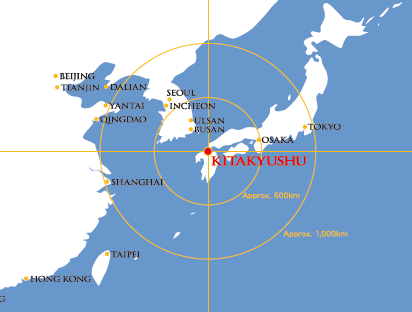 BEIJING
TIANJIN
DALIAN
SEOUL
YANTAI
INCHEON
QINGDAO
ULSAN
BUSAN
TOKYO
OSAKA
KITAKYUSHU
SHANGHAI
Approx. 500km
Approx. 1,000km
TAIPEI
HONG KONG
G